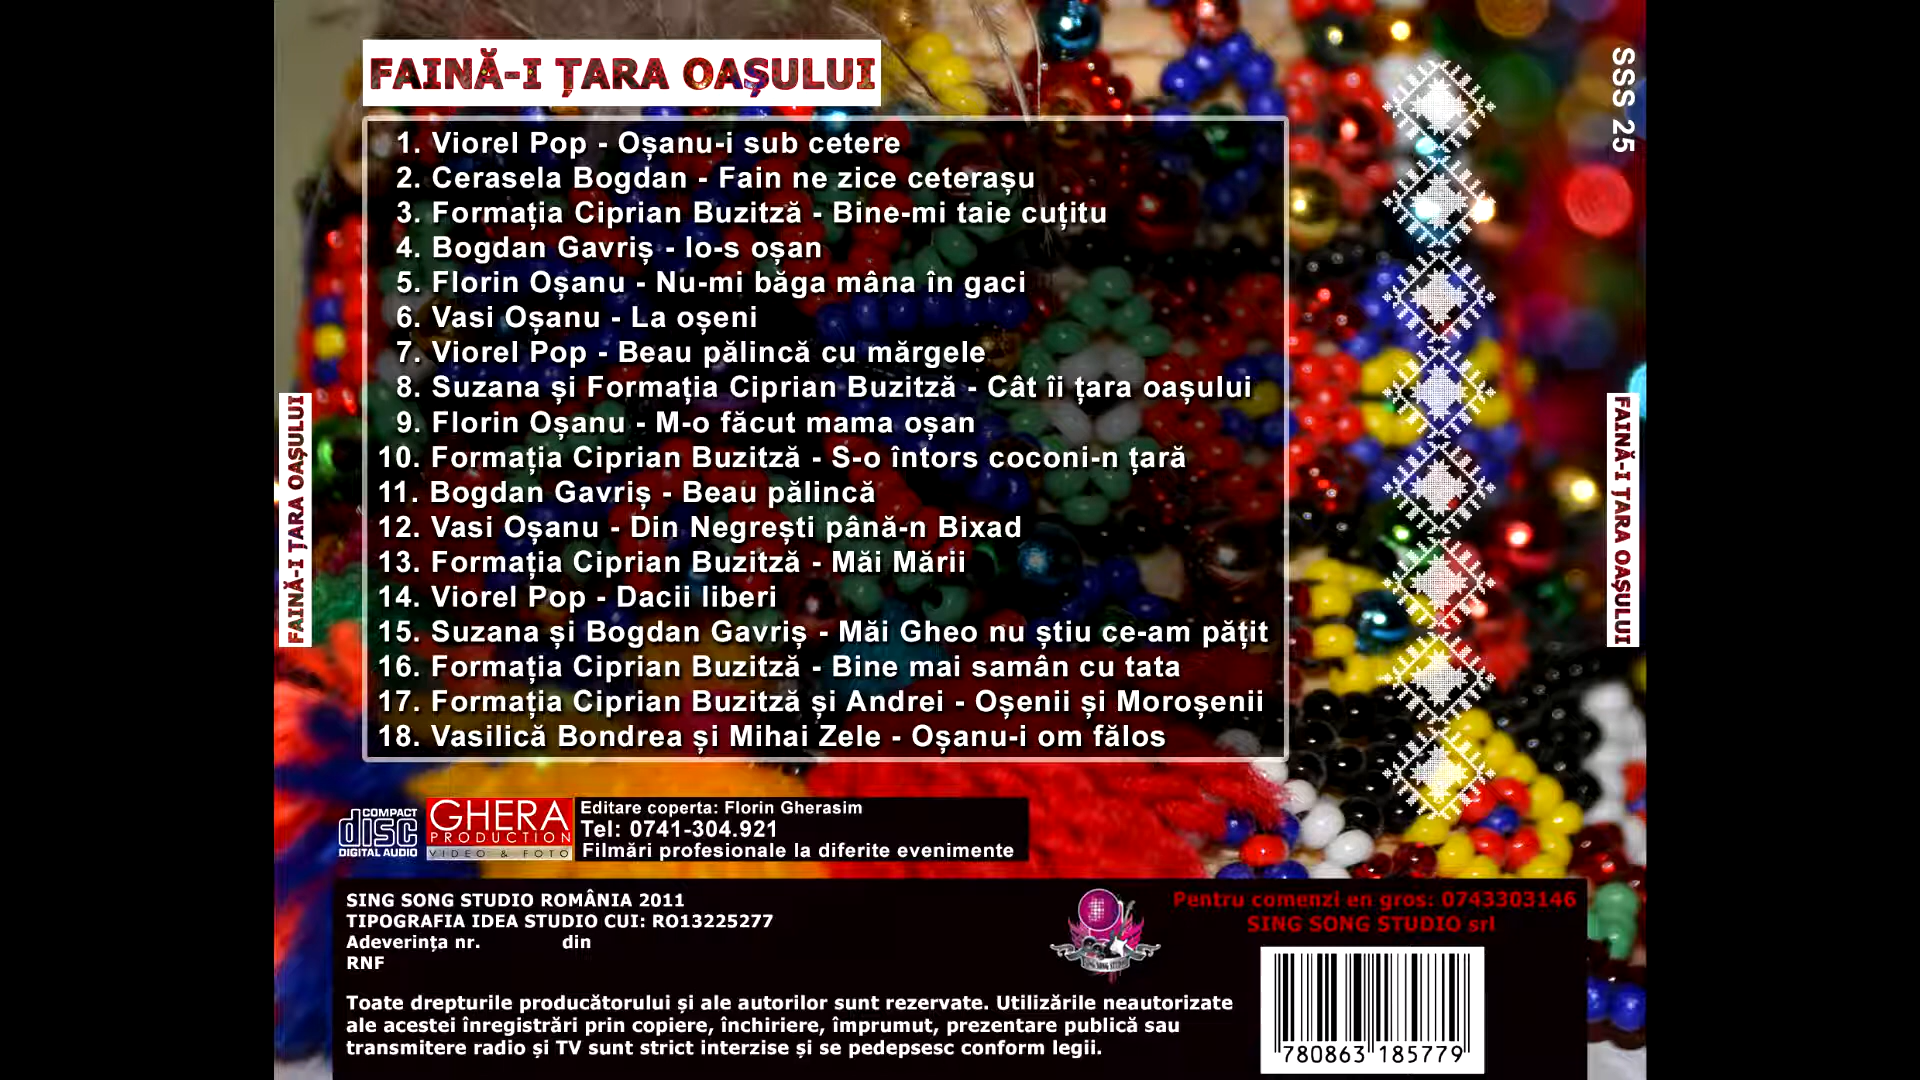 FAINĂ-I ȚARA OAȘULUI
1. Viorel Pop - Oșanu-i sub cetere
2. Cerasela Bogdan - Fain ne zice ceterașu
3. Formația Ciprian Buzitză - Bine-mi taie cuțitu
4. Bogdan Gavriș - Io-s oșan
5. Florin Oșanu - Nu-mi băga mâna în gaci
6. Vasi Oșanu - La oșeni
7. Viorel Pop - Beau pălincă cu mărgele
8. Suzana și Formația Ciprian Buzitză - Cât îi țara oașului
9. Florin Oșanu - M-o făcut mama oșan
10. Formația Ciprian Buzitză - S-o întors coconi-n țară
11. Bogdan Gavriș - Beau pălincă
12. Vasi Oșanu - Din Negrești până-n Bixad
13. Formația Ciprian Buzitză - Măi Mării
14. Viorel Pop - Dacii liberi
15. Suzana și Bogdan Gavriș - Măi Gheo nu știu ce-am pățit
16. Formația Ciprian Buzitză - Bine mai samân cu tata
17. Formația Ciprian Buzitză și Andrei - Oșenii și Moroșenii
18. Vasilică Bondrea și Mihai Zele - Oșanu-i om fălos
SSS 25
FAINĂ-I ȚARA OAȘULUI
FAINĂ-I ȚARA OAȘULUI
COMPACT
disc
DIGITAL AUDIO
GHERA
PRODUCTION
VIDEO & FOTO
Editare coperta: Florin Gherasim
Tel: 0741-304.921
Filmări profesionale la diferite evenimente
SING SONG STUDIO ROMÂNIA 2011
TIPOGRAFIA IDEA STUDIO CUI: RO13225277
Adeverința nr. din
RNF
Toate drepturile producătorului și ale autorilor sunt rezervate. Utilizările neautorizate
ale acestei înregistrări prin copiere, închiriere, împrumut, prezentare publică sau
transmitere radio și TV sunt strict interzise și se pedepsesc conform legii.
SING SONG STUDIO
Pentru comenzi en gros: 0743303146
SING SONG STUDIO srl
780863 185779